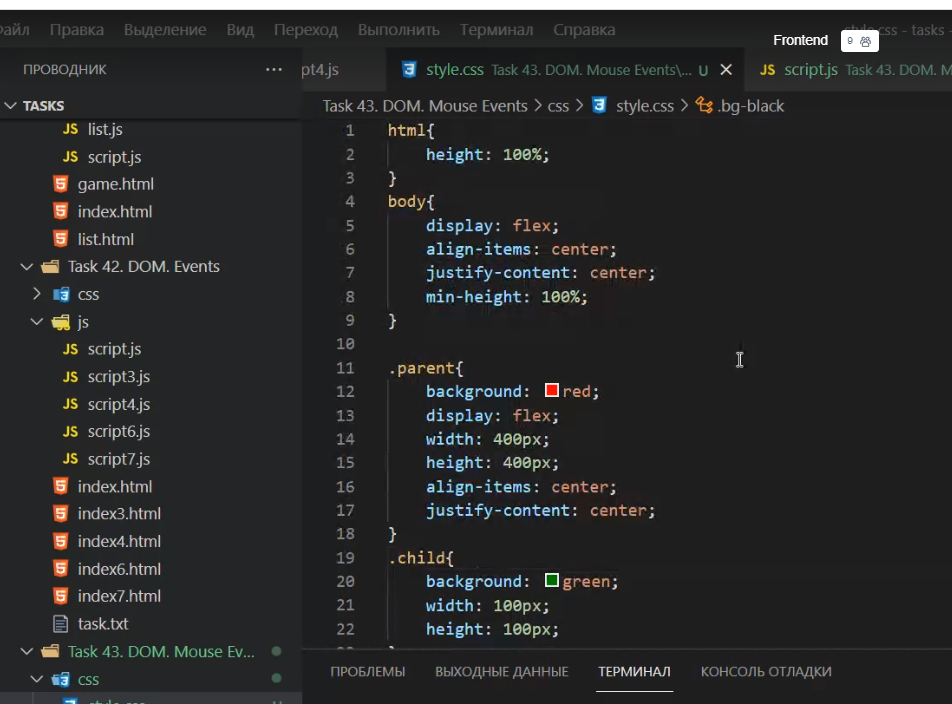 айл Правка Выделение Вид Переход Выполнить Терминал Справка style.css - tasks -
Frontend 9
ПРОВОДНИК ...
pt4.js style.css Task 43. DOM. Mouse Events\... U JS script.js Task 43. DOM. M
TASKS
Task 43. DOM. Mouse Events > css > style.css > .bg-black
JS list.js
JS script.js
game.html
index.html
list.html
Task 42. DOM. Events
css
js
JS script.js
JS script3.js
JS script4.js
JS script6.js
JS script7.js
index.html
index3.html
index4.html
index6.html
index7.html
task.txt
Task 43. DOM. Mouse Ev...
css
1 html{
2 height: 100%;
3 }
4 body{
5 display: flex;
6 align-items: center;
7 justify-content: center;
8 min-height: 100%;
9 }
10
11 .parent{
12 background: red;
13 display: flex;
14 width: 400px;
15 height: 400px;
16 align-items: center;
17 justify-content: center;
18 }
19 .child{
20 background: green;
21 width: 100px;
22 height: 100px;
ПРОБЛЕМЫ ВЫХОДНЫЕ ДАННЫЕ ТЕРМИНАЛ КОНСОЛЬ ОТЛАДКИ